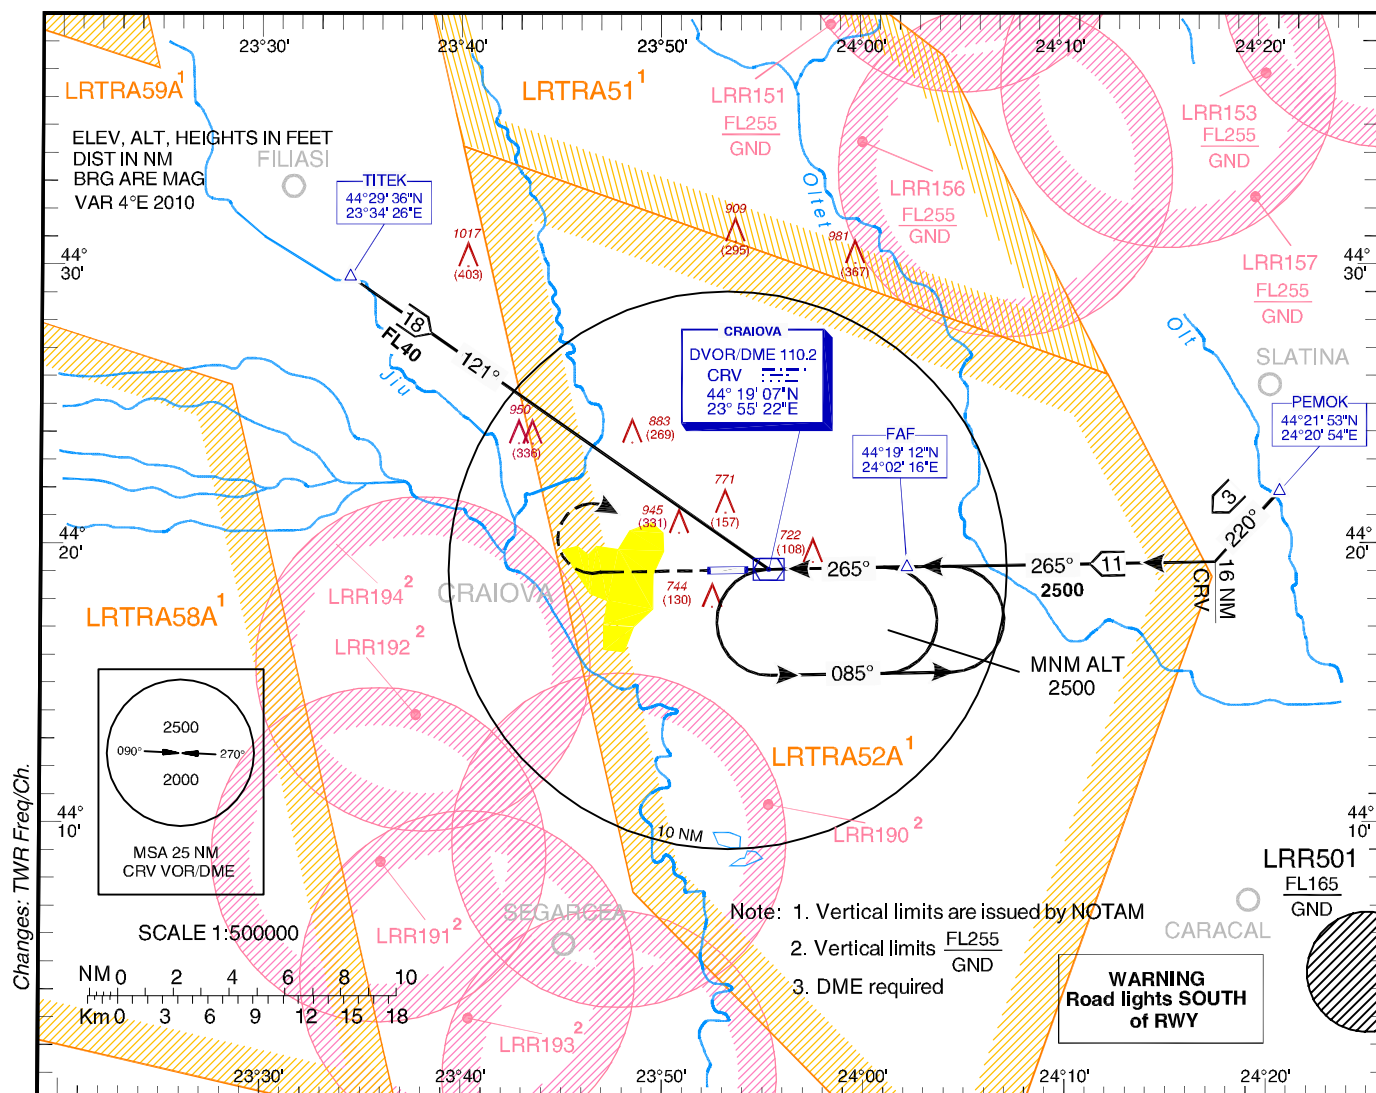 23°30'
23°40'
23°50'
24°00'
24°10'
24°20'
LRTRA59A 1
LRTRA51 1
LRR151
FL255
GND
LRR153
FL255
GND
ELEV, ALT, HEIGHTS IN FEET
DIST IN NM
BRG ARE MAG
VAR 4°E 2010
FILIASI
TITEK
44°29' 36"N
23°34' 26"E
LRR156
FL255
GND
Oltet
909
(295)
981
(367)
1017
(403)
44°
30'
44°
30'
LRR157
FL255
GND
18
FL40
121°
Jiu
CRAIOVA
DVOR/DME 110.2
CRV
44° 19' 07"N
23° 55' 22"E
Olt
SLATINA
PEMOK
44°21' 53"N
24°20' 54"E
950
(336)
883
(269)
FAF
44°19' 12"N
24°02' 16"E
771
(157)
945
(331)
722
(108)
3
220°
44°
20'
44°
20'
265°
265°
2500
11
16 NM
CRV
744
(130)
CRAIOVA
LRR194 2
LRR192 2
LRTRA58A 1
085°
MNM ALT
2500
2500
090°
270°
2000
MSA 25 NM
CRV VOR/DME
LRTRA52A 1
10 NM
LRR190 2
44°
10'
44°
10'
LRR501
FL165
GND
CARACAL
SEGARCEA
LRR191 2
LRR193 2
Note: 1. Vertical limits are issued by NOTAM
2. Vertical limits FL255
GND
3. DME required
WARNING
Road lights SOUTH
of RWY
SCALE 1:500000
NM 0 2 4 6 8 10
Km 0 3 6 9 12 15 18
Changes: TWR Freq/Ch.
23°30'
23°40'
23°50'
24°00'
24°10'
24°20'